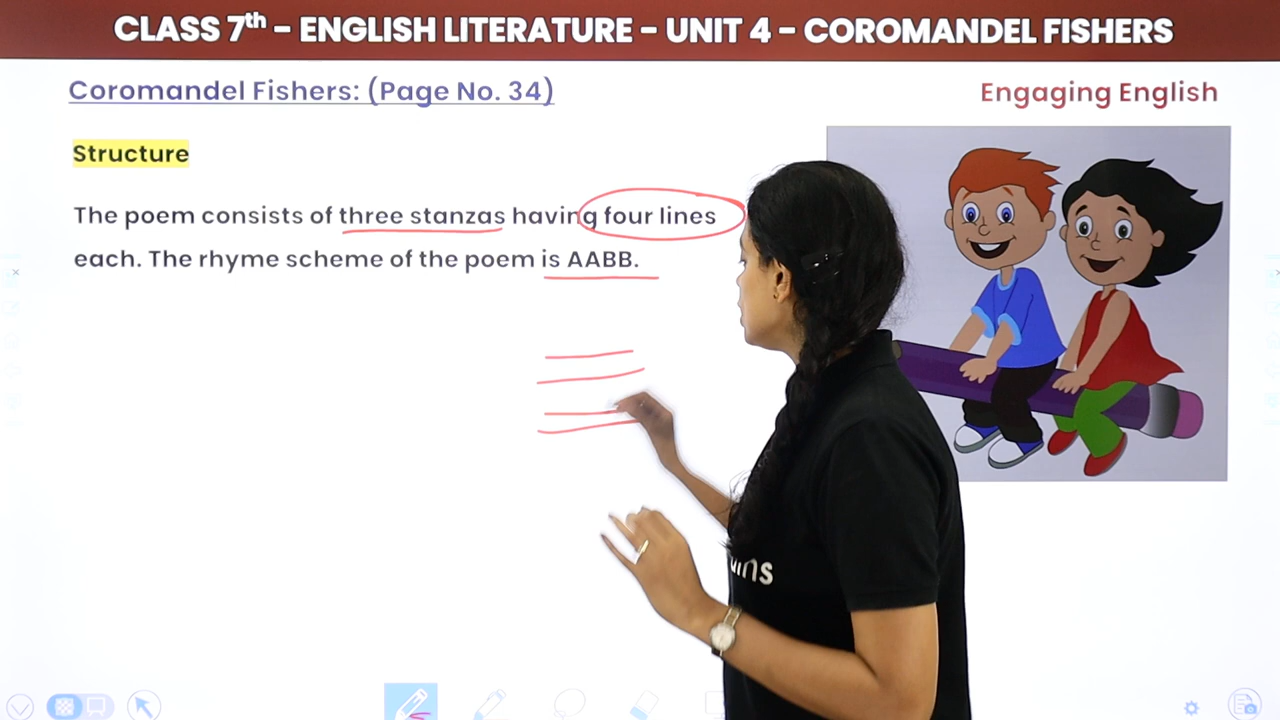 CLASS 7th – ENGLISH LITERATURE – UNIT 4 – COROMANDEL FISHERS
Coromandel Fishers: (Page No. 34)
Engaging English
Structure
The poem consists of three stanzas having four lines
each. The rhyme scheme of the poem is AABB.